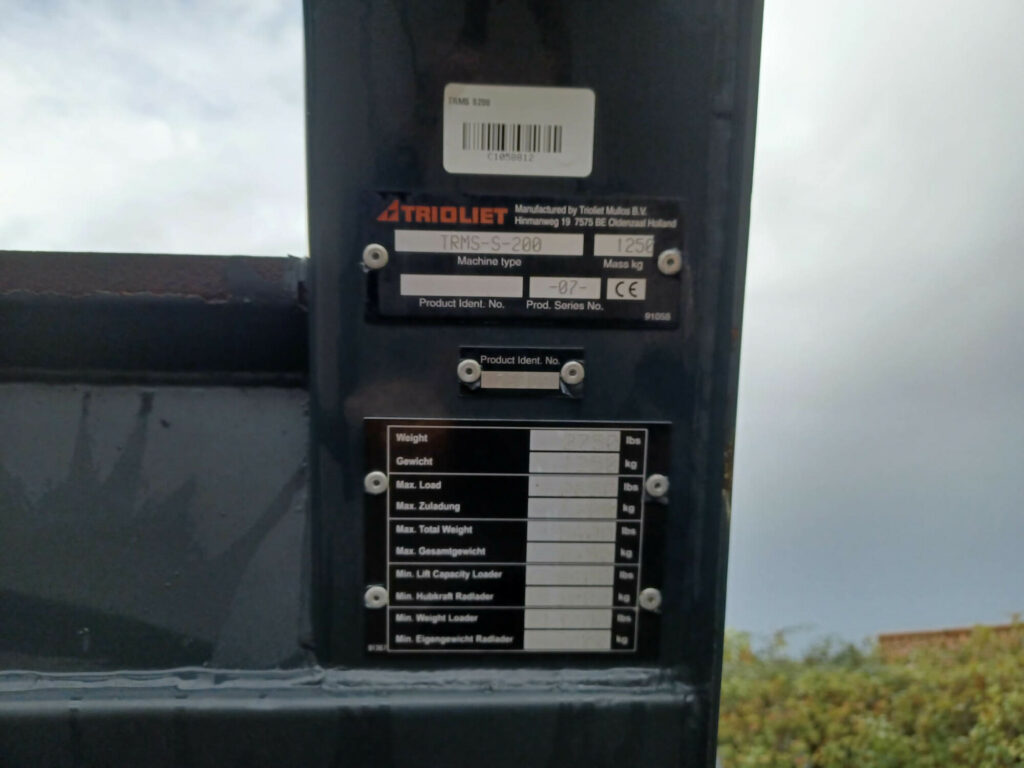 TRMS S200
C1050812
TRIOLIET
Manufactured by Trioliet Mullos B.V.
Hinmanweg 19 7575 BE Oldenzaal Holland
TRMS-S-200 1250
Machine type Mass kg
-07- CE
Product Ident. No. Prod. Series No.
91058
Product Ident. No.
Weight lbs
Gewicht kg
Max. Load lbs
Max. Zuladung kg
Max. Total Weight lbs
Max. Gesamtgewicht kg
Min. Lift Capacity Loader lbs
Min. Hubkraft Radlader kg
Min. Weight Loader lbs
Min. Eigengewicht Radlader kg